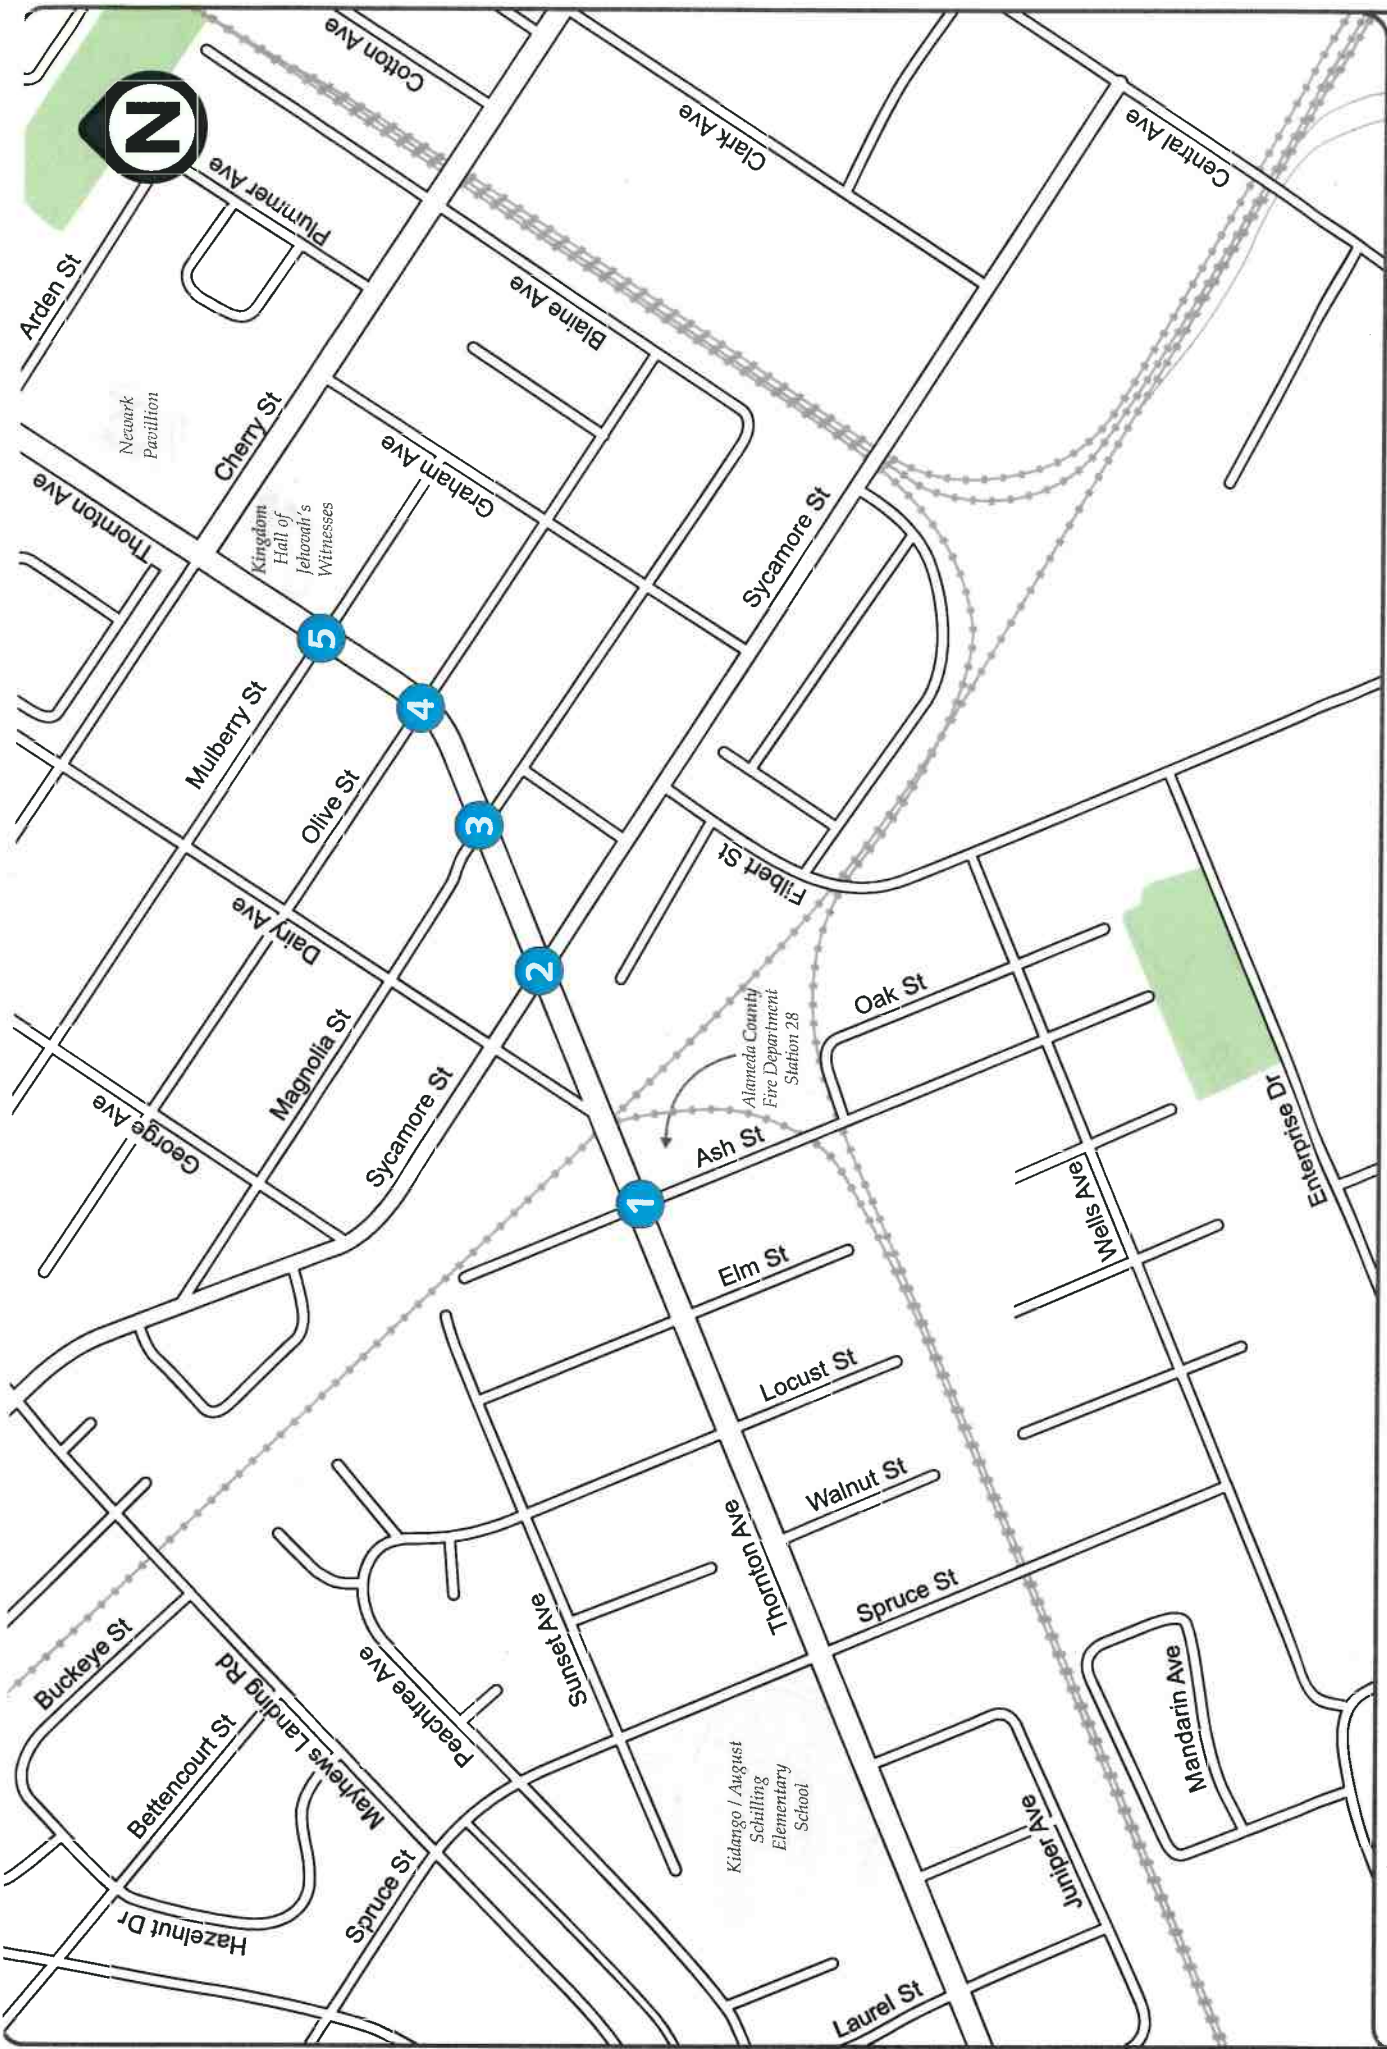 N
Cotton Ave
Plummer Ave
Arden St
Clark Ave
Central Ave
Blaine Ave
Newark
Pavillion
Cherry St
Thornton Ave
Graham Ave
Kingdom
Hall of
Jehovah's
Witnesses
Sycamore St
5
Mulberry St
4
Olive St
3
Filbert St
Dairy Ave
2
Magnolia St
Oak St
Alameda County
Fire Department
Station 28
George Ave
Sycamore St
Ash St
1
Enterprise Dr
Wells Ave
Elm St
Locust St
Walnut St
Thornton Ave
Spruce St
Sunset Ave
Buckeye St
Mayhews Landing Rd
Peachtree Ave
Bettencourt St
Mandarin Ave
Kidango / August
Schilling
Elementary
School
Juniper Ave
Hazelnut Dr
Spruce St
Laurel St